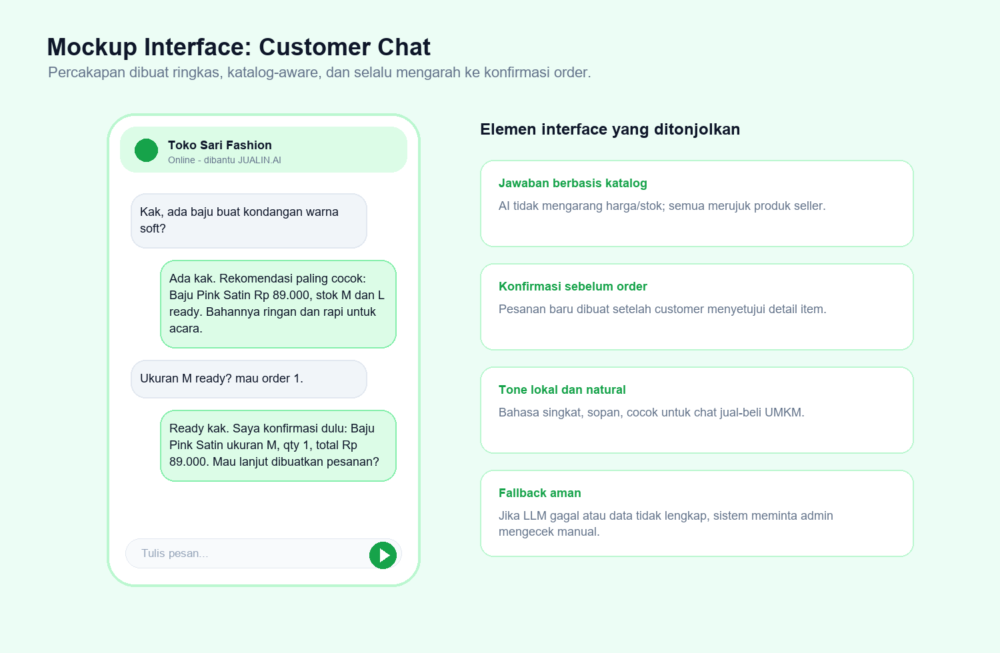 Mockup Interface: Customer Chat
Percakapan dibuat ringkas, katalog-aware, dan selalu mengarah ke konfirmasi order.
Toko Sari Fashion
Online - dibantu JUALIN.AI
Kak, ada baju buat kondangan warna
soft?
Ada kak. Rekomendasi paling cocok:
Baju Pink Satin Rp 89.000, stok M dan L
ready. Bahannya ringan dan rapi untuk
acara.
Ukuran M ready? mau order 1.
Ready kak. Saya konfirmasi dulu: Baju
Pink Satin ukuran M, qty 1, total Rp
89.000. Mau lanjut dibuatkan pesanan?
Tulis pesan...
Elemen interface yang ditonjolkan
Jawaban berbasis katalog
AI tidak mengarang harga/stok; semua merujuk produk seller.
Konfirmasi sebelum order
Pesanan baru dibuat setelah customer menyetujui detail item.
Tone lokal dan natural
Bahasa singkat, sopan, cocok untuk chat jual-beli UMKM.
Fallback aman
Jika LLM gagal atau data tidak lengkap, sistem meminta admin
mengecek manual.